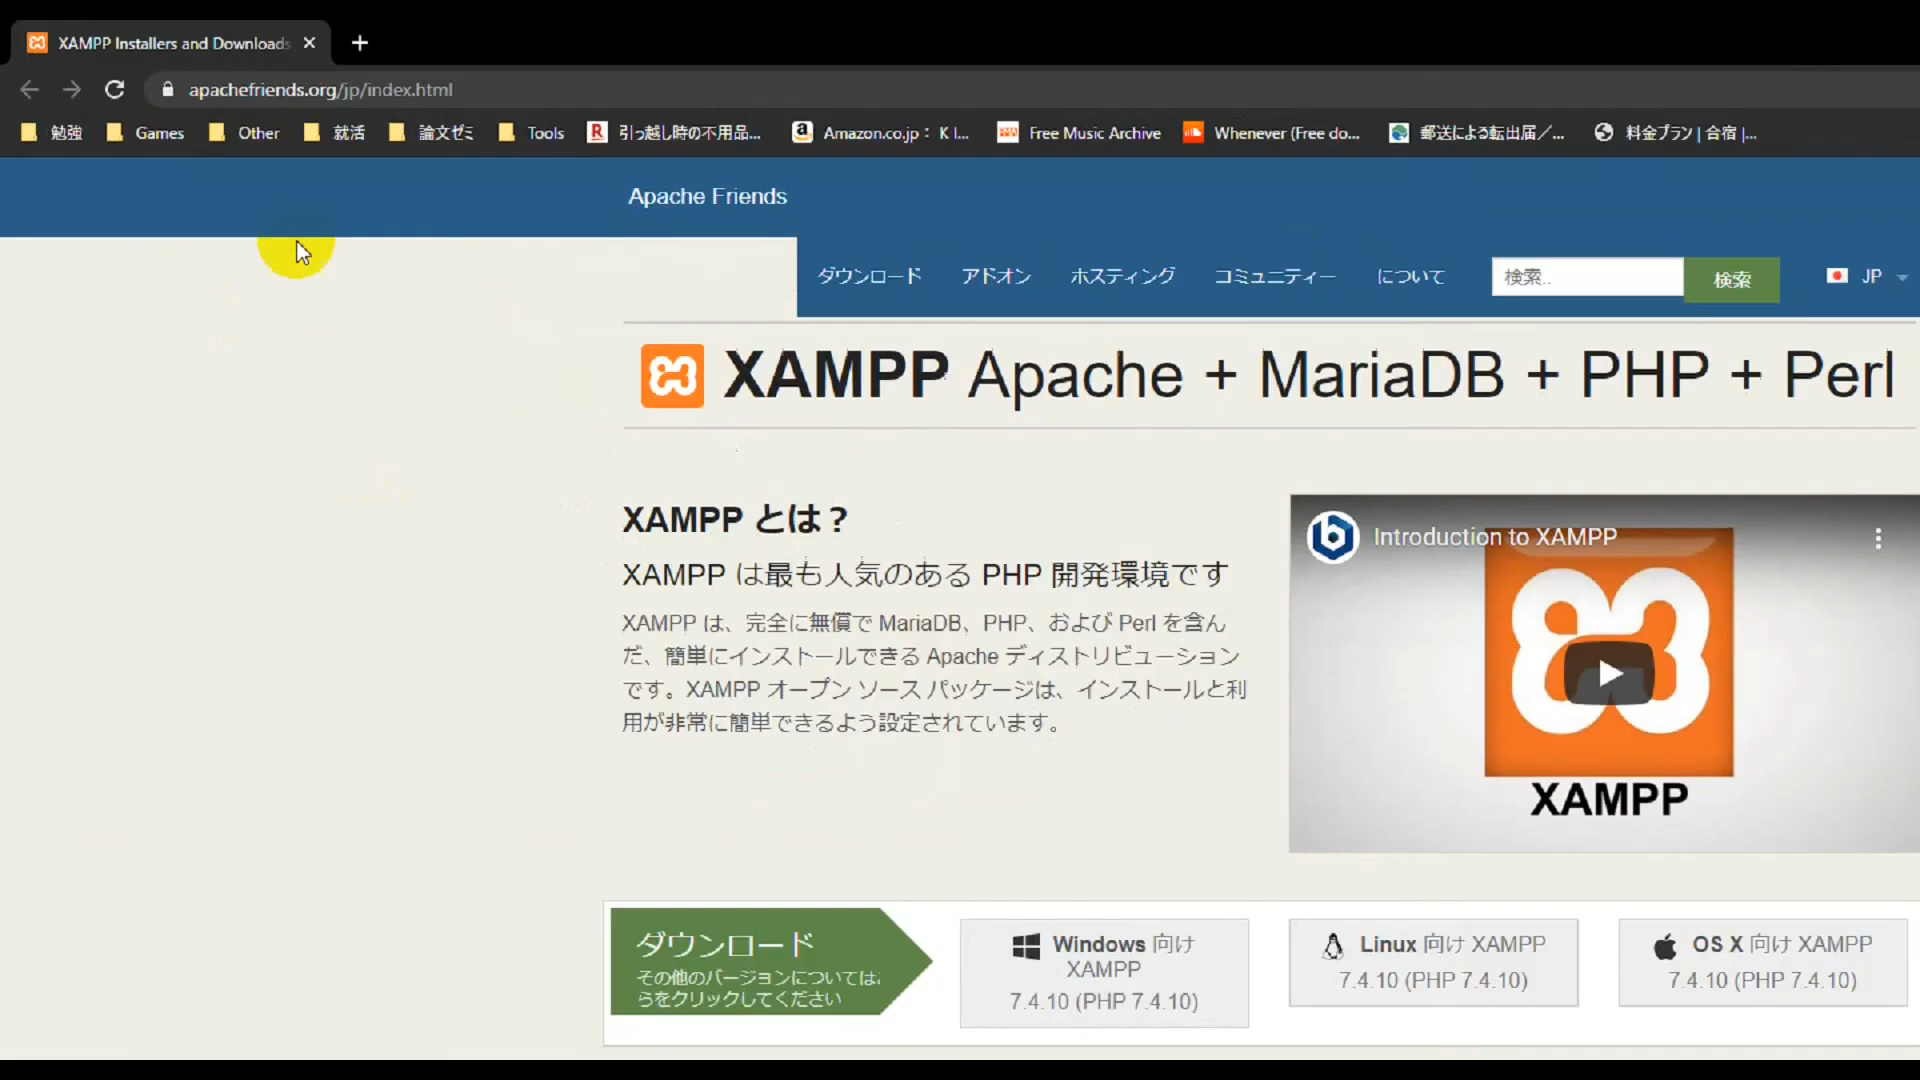 XAMPP Installers and Downloads
apachefriends.org/jp/index.html
勉強 Games Other 就活 論文ゼミ Tools 引っ越し時の不用品... Amazon.co.jp： K I... Free Music Archive Whenever (Free do... 郵送による転出届／... 料金プラン | 合宿 |...
Apache Friends
ダウンロード アドオン ホスティング コミュニティー について 検索.. 検索 JP
XAMPP Apache + MariaDB + PHP + Perl
XAMPP とは？
XAMPP は最も人気のある PHP 開発環境です
XAMPP は、完全に無償で MariaDB、PHP、および Perl を含ん
だ、簡単にインストールできる Apache ディストリビューション
です。XAMPP オープン ソース パッケージは、インストールと利
用が非常に簡単できるよう設定されています。
Introduction to XAMPP
XAMPP
ダウンロード
その他のバージョンについてはこ
らをクリックしてください
Windows 向け
XAMPP
7.4.10 (PHP 7.4.10)
Linux 向け XAMPP
7.4.10 (PHP 7.4.10)
OS X 向け XAMPP
7.4.10 (PHP 7.4.10)